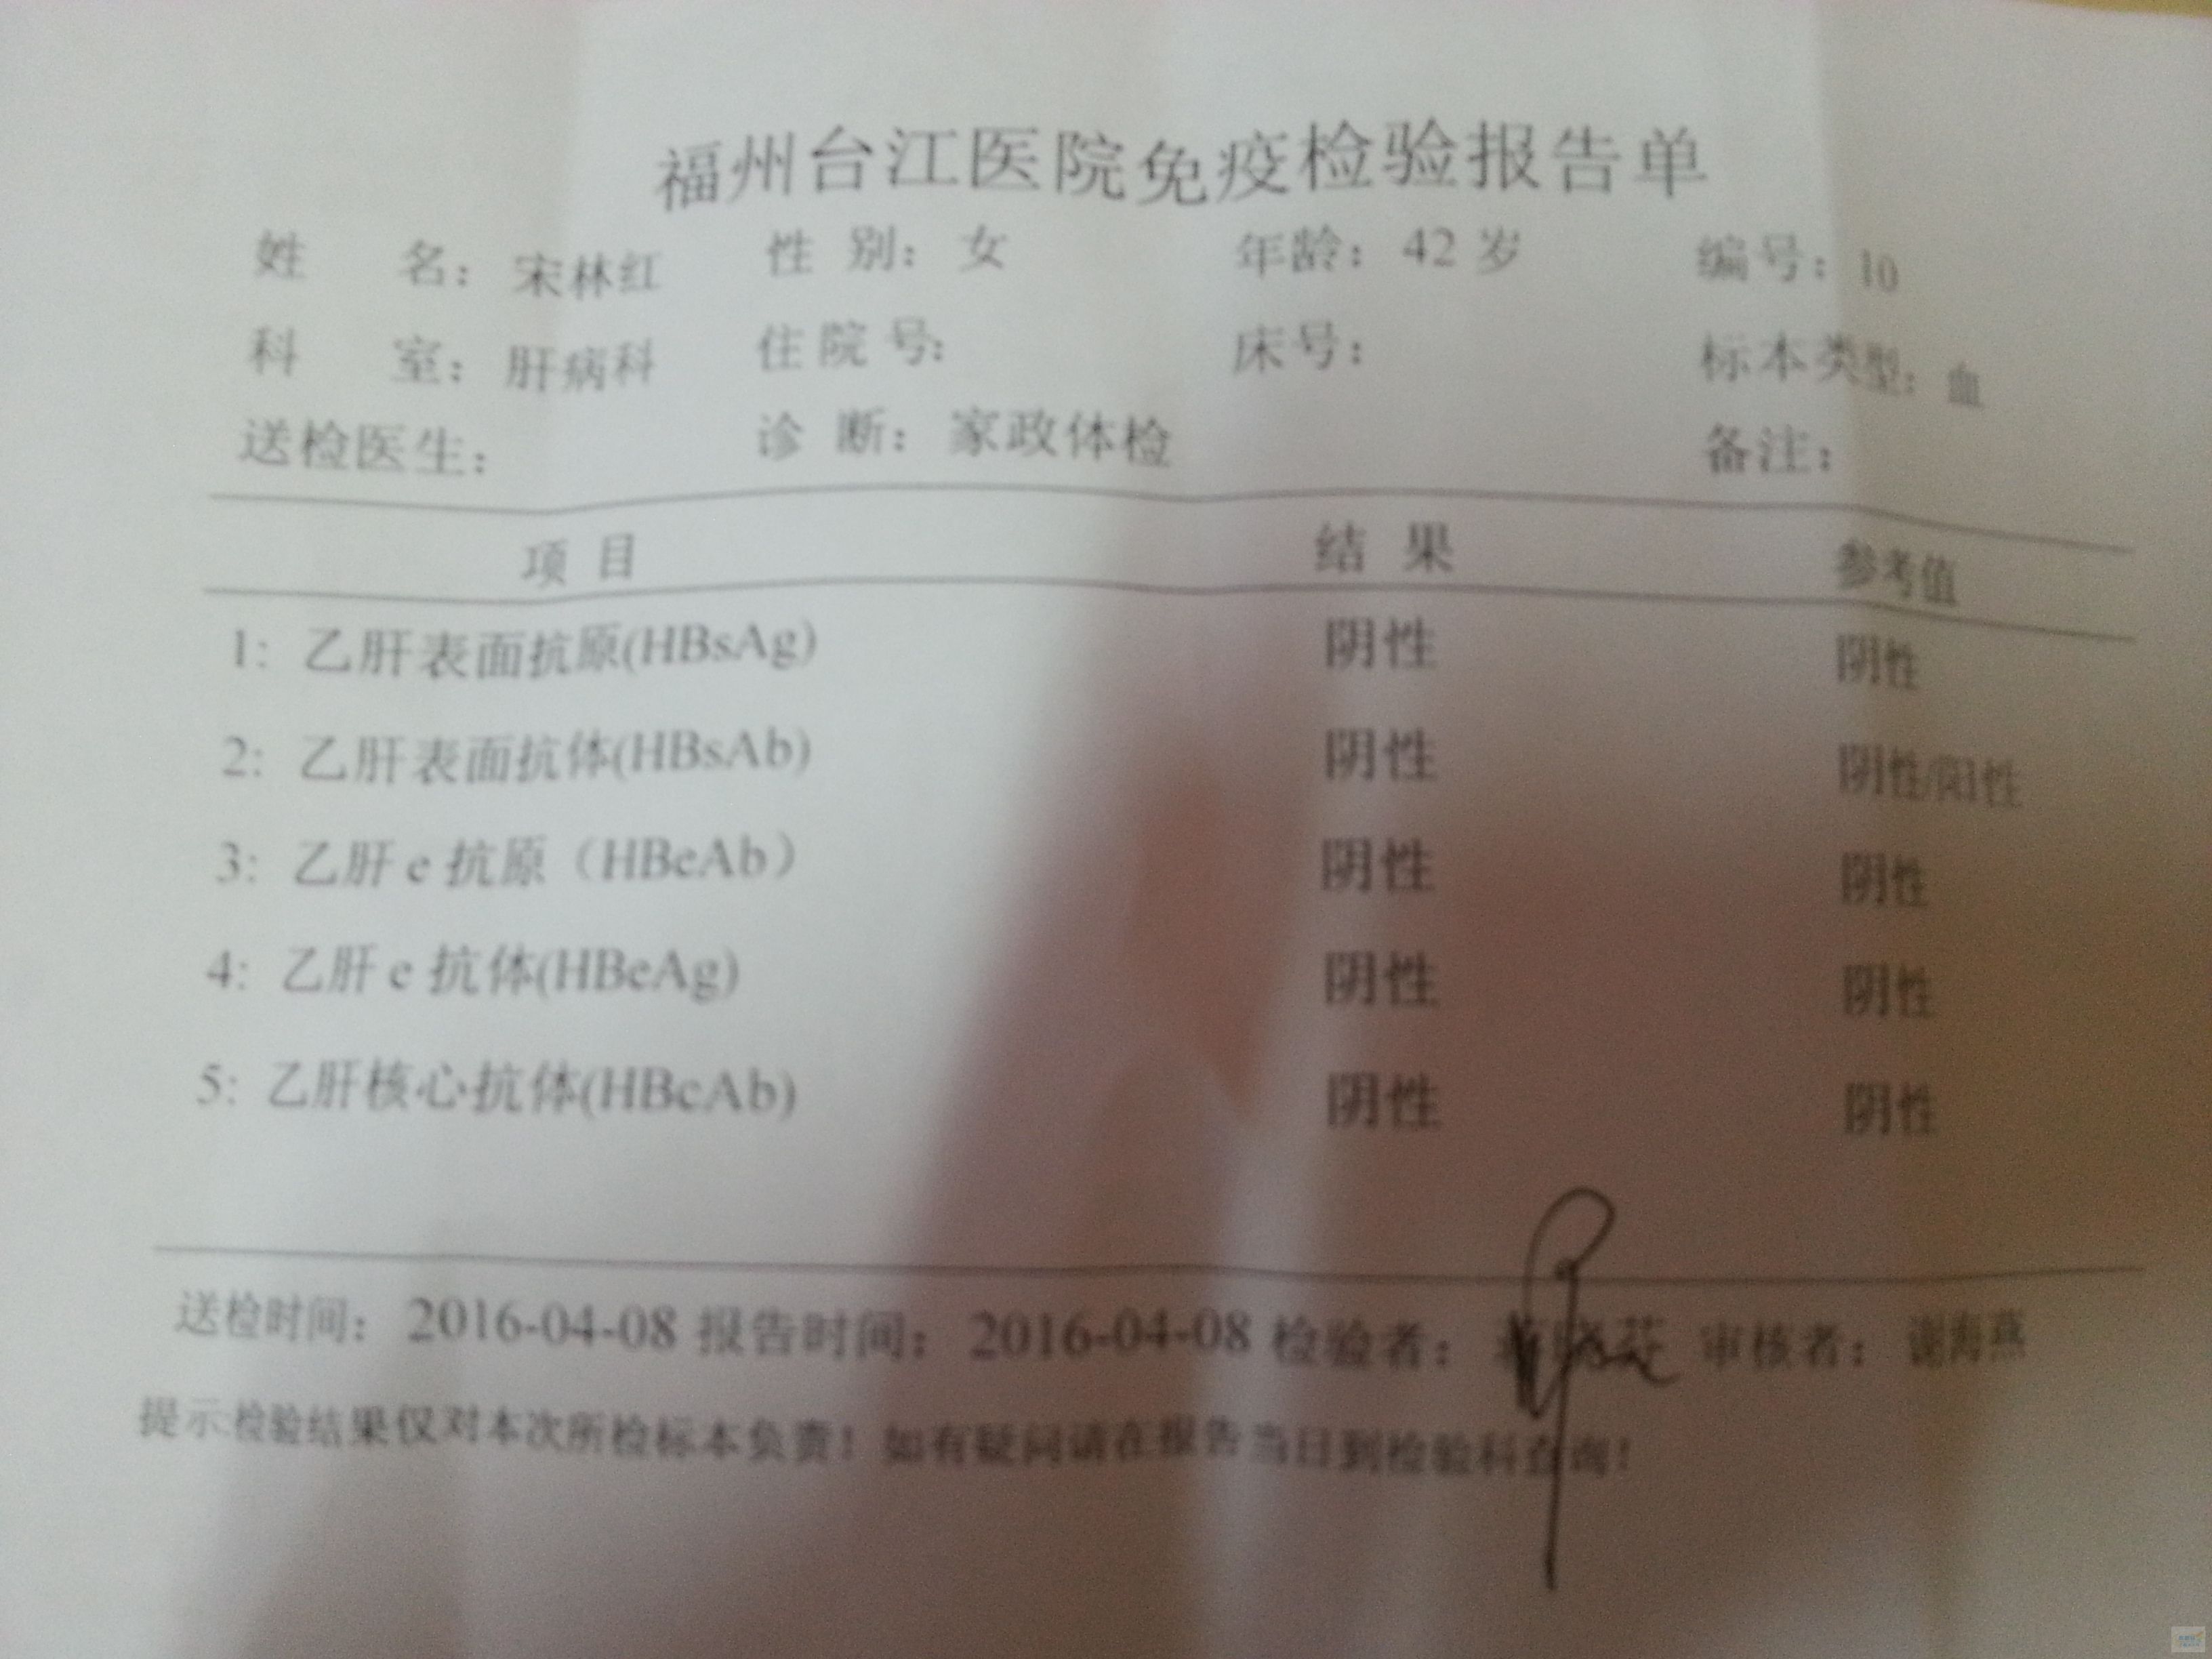 福州台江医院免疫检验报告单
姓 名：宋林红 性 别：女 年龄：42 岁 编号：10
科 室：肝病科 住院号： 床号： 标本类型：血
送检医生： 诊 断：家政体检 备注：
项 目 结 果 参考值
1: 乙肝表面抗原(HBsAg) 阴性 阴性
2: 乙肝表面抗体(HBsAb) 阴性 阴性/阳性
3: 乙肝 e 抗原（HBeAb） 阴性 阴性
4: 乙肝 e 抗体(HBeAg) 阴性 阴性
5: 乙肝核心抗体(HBcAb) 阴性 阴性
送检时间： 2016-04-08 报告时间： 2016-04-08 检验者： 审核者： 谢海燕
提示检验结果仅对本次所检标本负责！如有疑问请在报告当日到检验科查询！